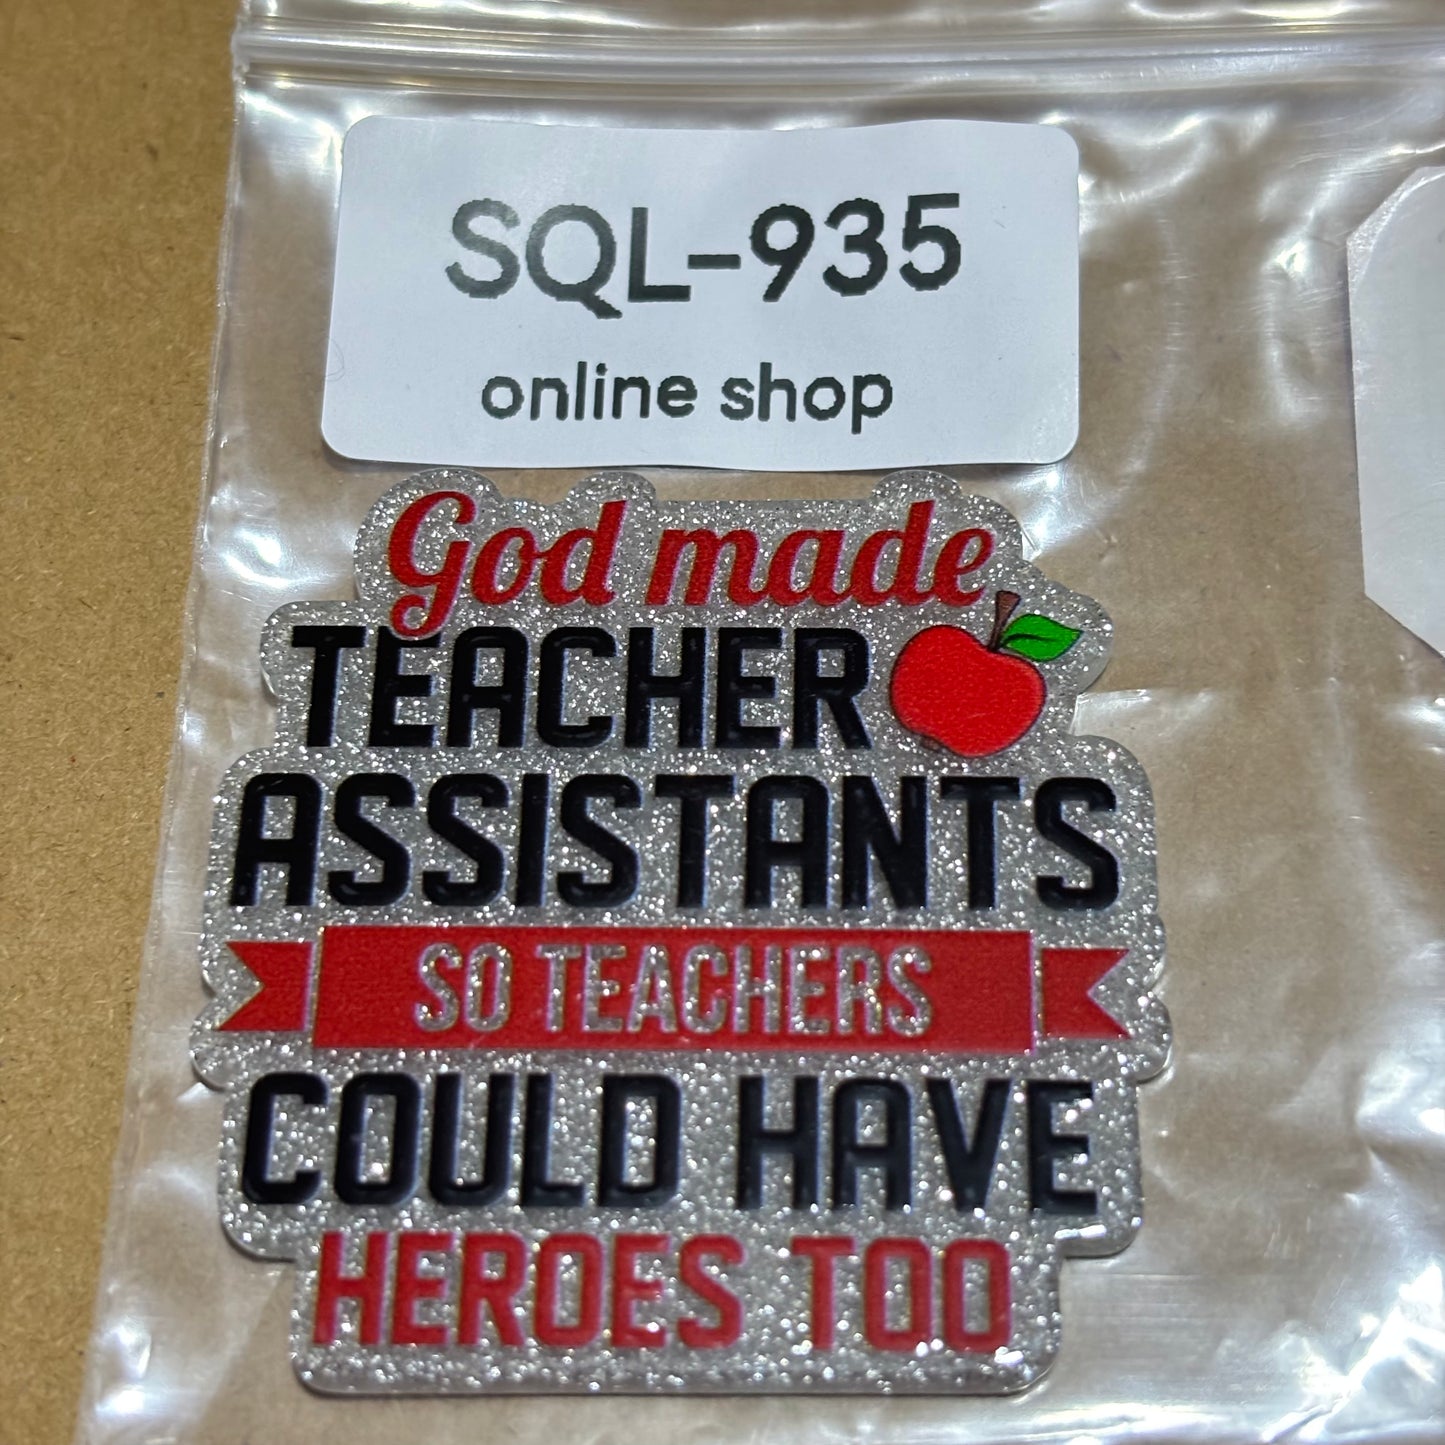 SQL-935
online shop
God made
TEACHER
ASSISTANTS
SO TEACHERS
COULD HAVE
HEROES TOO